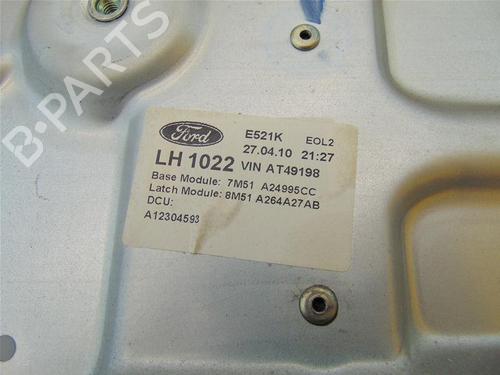 B-PARTS
Ford
E521K EOL2
27.04.10 21:27
LH 1022 VIN AT49198
Base Module: 7M51 A24995CC
Latch Module: 8M51 A264A27AB
DCU:
A12304593